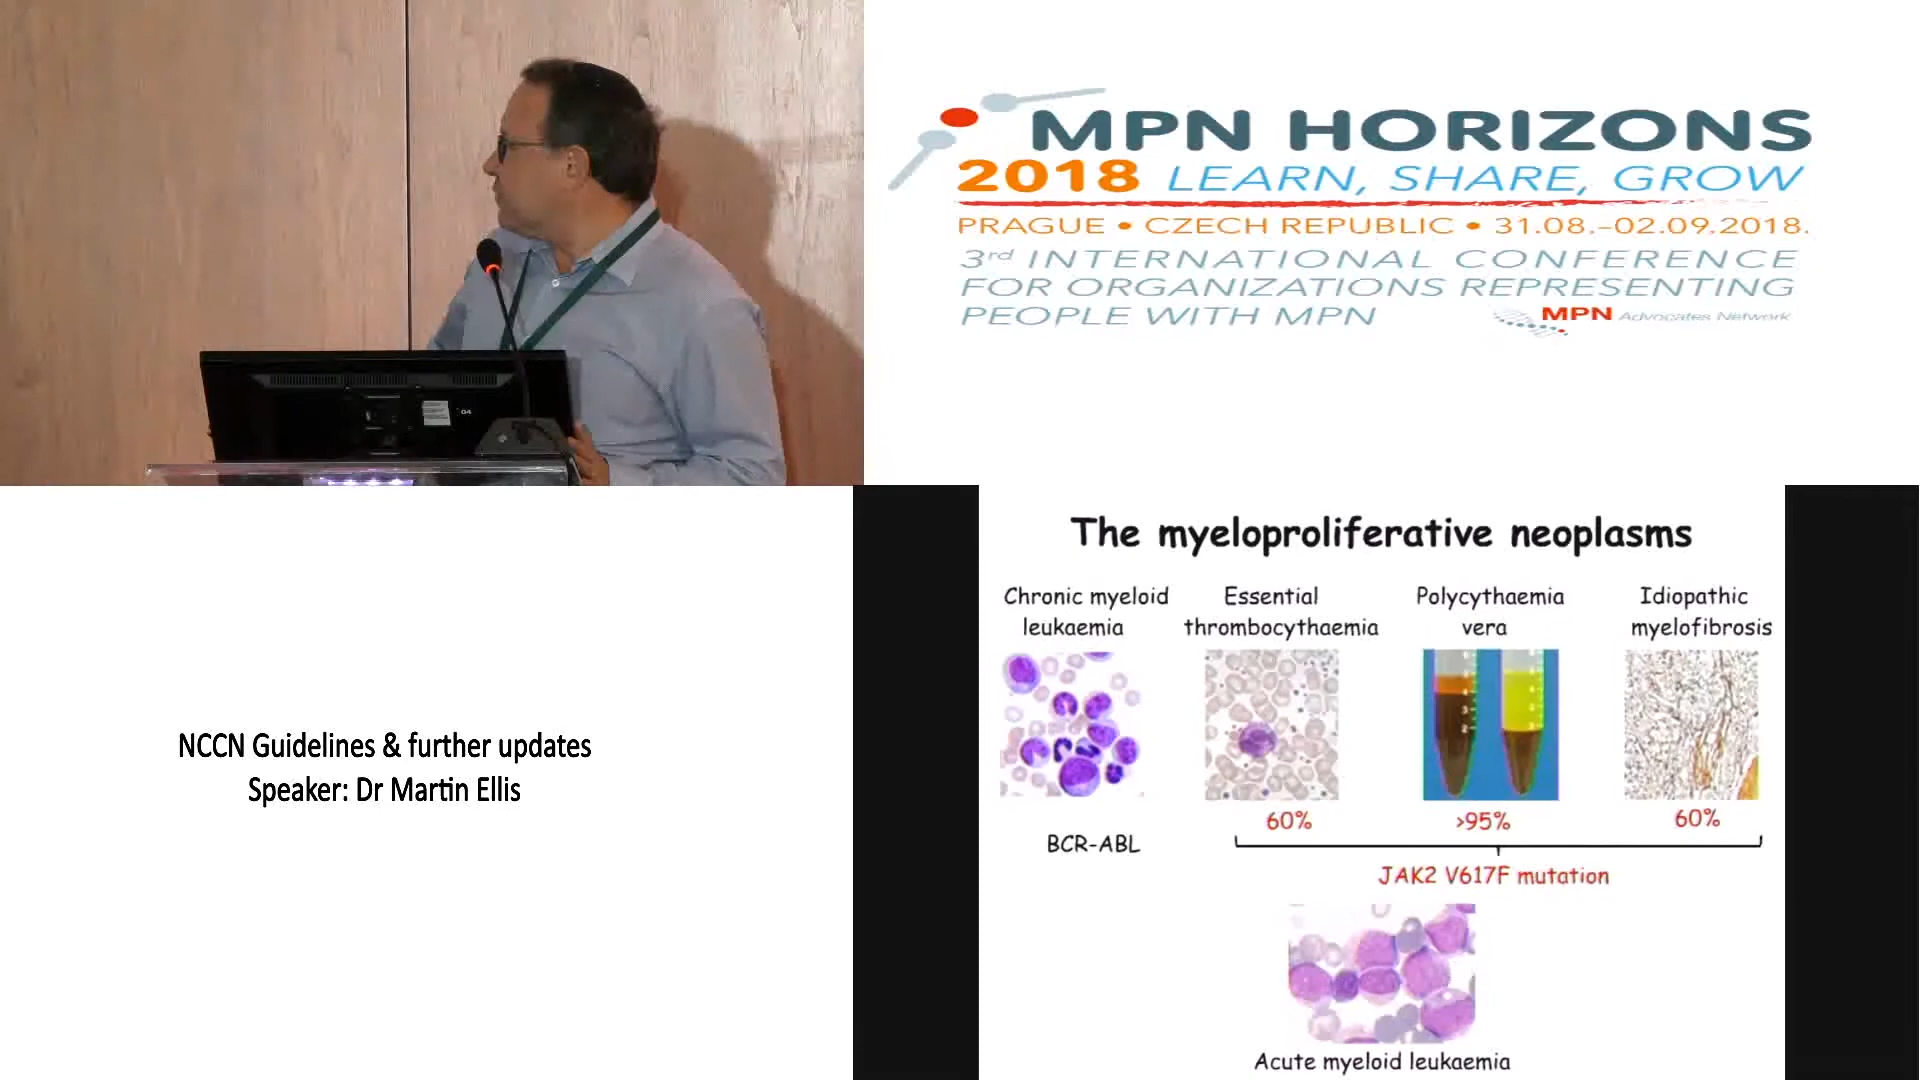 MPN HORIZONS
2018 LEARN, SHARE, GROW
PRAGUE • CZECH REPUBLIC • 31.08.–02.09.2018.
3rd INTERNATIONAL CONFERENCE
FOR ORGANIZATIONS REPRESENTING
PEOPLE WITH MPN
MPN Advocates Network
04
NCCN Guidelines & further updates
Speaker: Dr Martin Ellis
The myeloproliferative neoplasms
Chronic myeloid
leukaemia
Essential
thrombocythaemia
Polycythaemia
vera
Idiopathic
myelofibrosis
60%
>95%
60%
BCR-ABL
JAK2 V617F mutation
Acute myeloid leukaemia